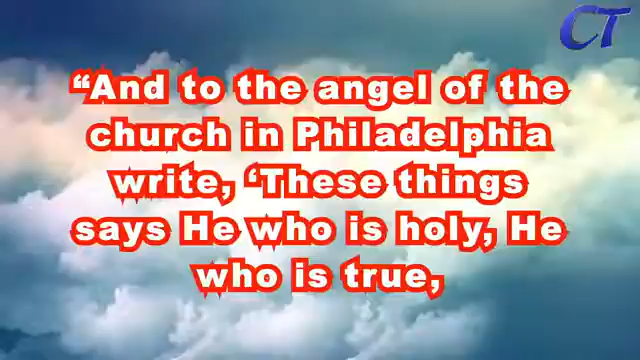 CT
“And to the angel of the
church in Philadelphia
write, ‘These things
says He who is holy, He
who is true,